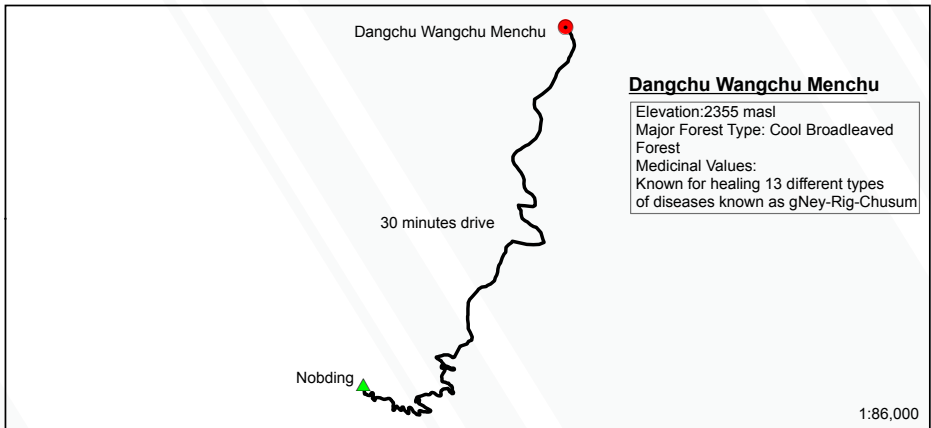 Dangchu Wangchu Menchu
Dangchu Wangchu Menchu
Elevation:2355 masl
Major Forest Type: Cool Broadleaved
Forest
Medicinal Values:
Known for healing 13 different types
of diseases known as gNey-Rig-Chusum
30 minutes drive
Nobding
1:86,000